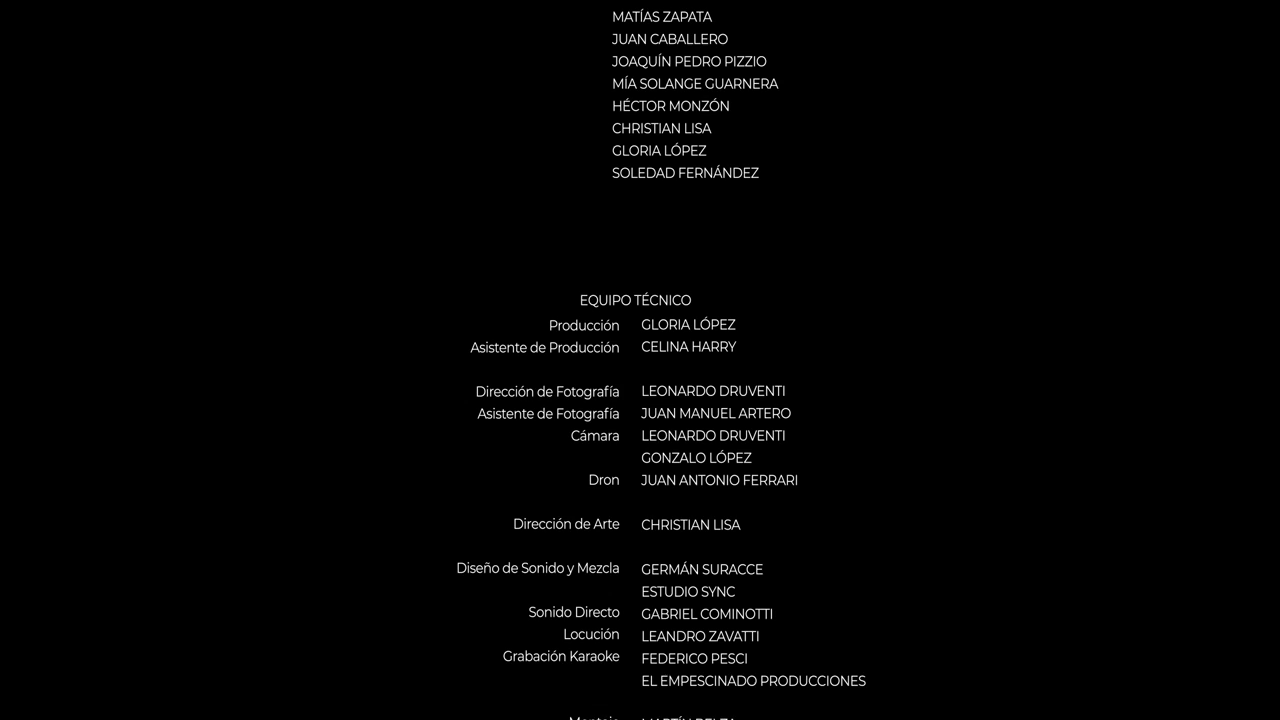 MATÍAS ZAPATA
JUAN CABALLERO
JOAQUÍN PEDRO PIZZIO
MÍA SOLANGE GUARNERA
HÉCTOR MONZÓN
CHRISTIAN LISA
GLORIA LÓPEZ
SOLEDAD FERNÁNDEZ
EQUIPO TÉCNICO
Producción GLORIA LÓPEZ
Asistente de Producción CELINA HARRY
Dirección de Fotografía LEONARDO DRUVENTI
Asistente de Fotografía JUAN MANUEL ARTERO
Cámara LEONARDO DRUVENTI
GONZALO LÓPEZ
Dron JUAN ANTONIO FERRARI
Dirección de Arte CHRISTIAN LISA
Diseño de Sonido y Mezcla GERMÁN SURACCE
ESTUDIO SYNC
Sonido Directo GABRIEL COMINOTTI
Locución LEANDRO ZAVATTI
Grabación Karaoke FEDERICO PESCI
EL EMPESCINADO PRODUCCIONES